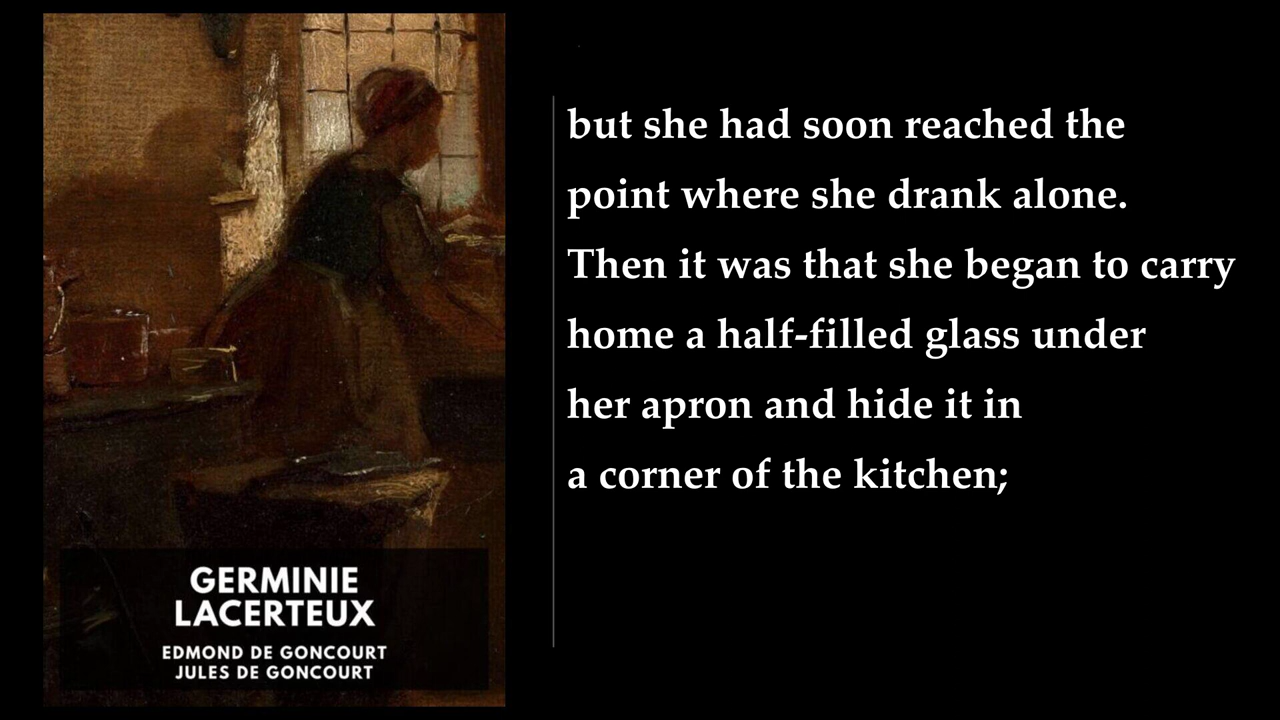 but she had soon reached the
point where she drank alone.
Then it was that she began to carry
home a half-filled glass under
her apron and hide it in
a corner of the kitchen;
GERMINIE
LACERTEUX
EDMOND DE GONCOURT
JULES DE GONCOURT